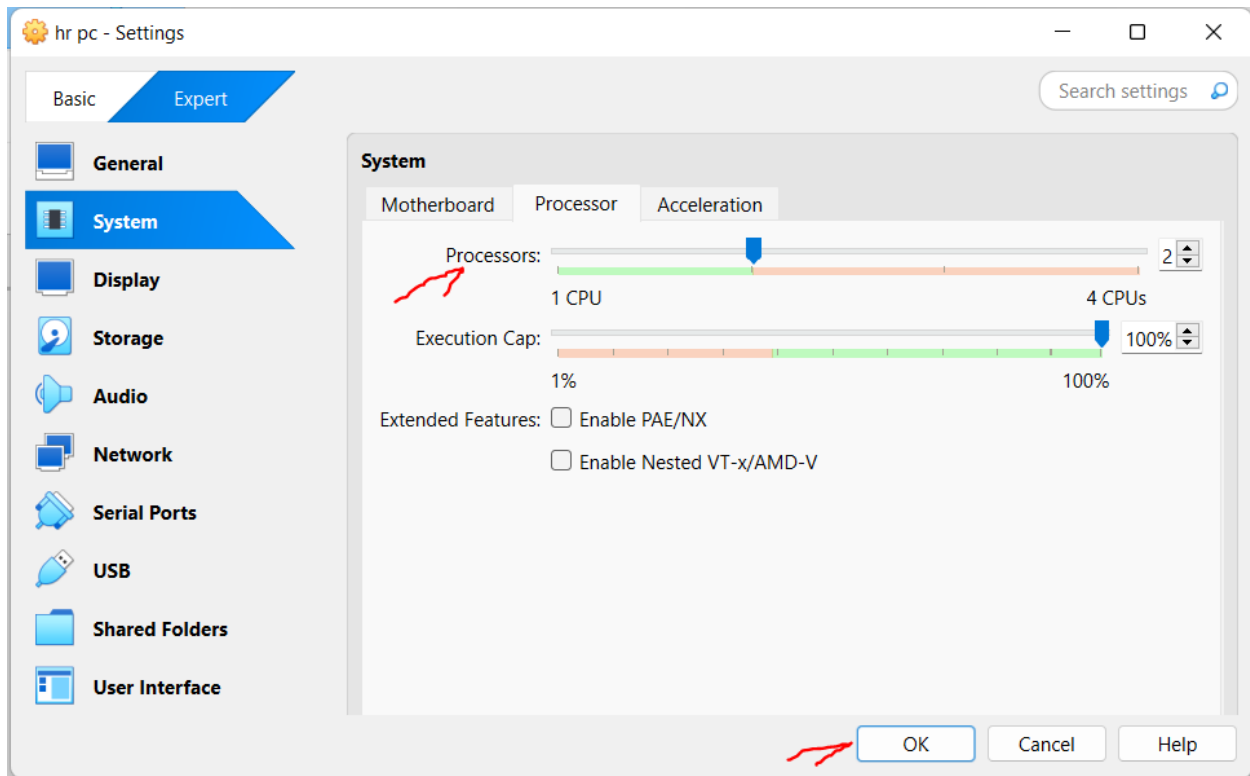 hr pc - Settings
Basic
Expert
Search settings
General
System
Display
Storage
Audio
Network
Serial Ports
USB
Shared Folders
User Interface
System
Motherboard
Processor
Acceleration
Processors:
2
1 CPU
4 CPUs
Execution Cap:
100%
1%
100%
Extended Features:
Enable PAE/NX
Enable Nested VT-x/AMD-V
OK
Cancel
Help